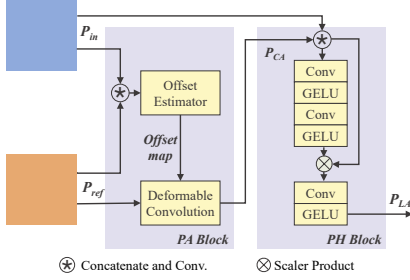 P_in
P_CA
Offset
Estimator
Conv
GELU
Conv
GELU
Offset
map
P_ref
Deformable
Convolution
Conv
GELU
P_LA
PA Block
PH Block
Concatenate and Conv.
Scaler Product